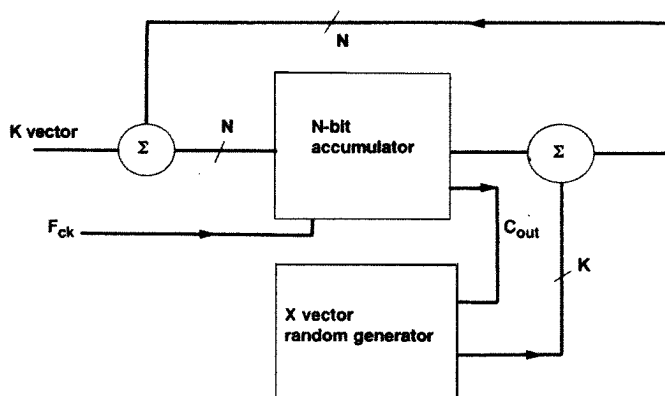 N
K vector
Σ
N
N-bit
accumulator
Σ
F_ck
C_out
K
X vector
random generator